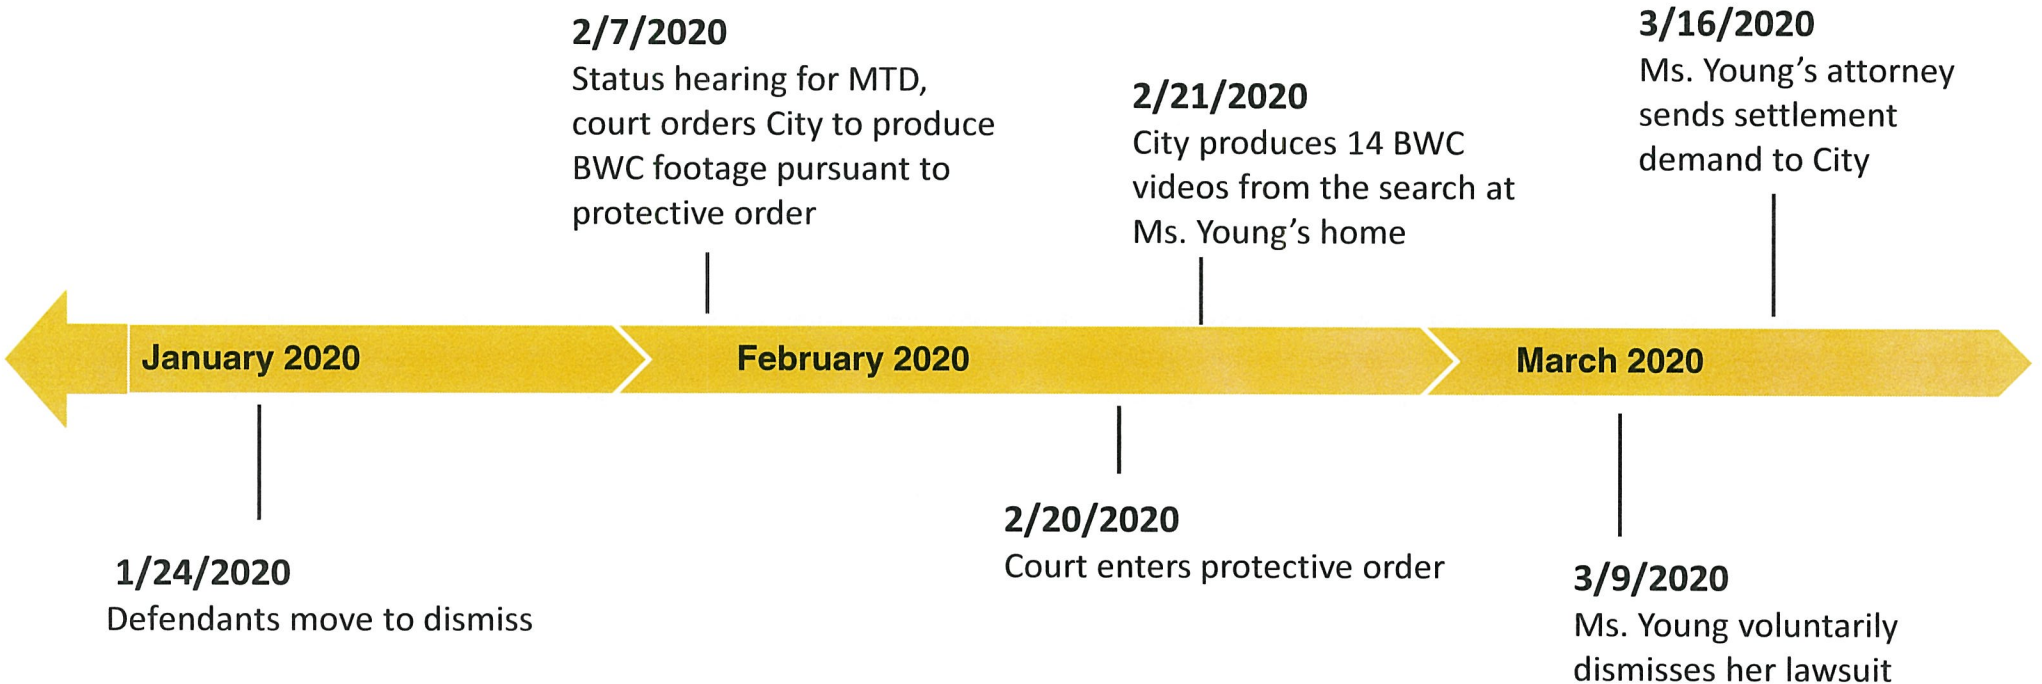 2/7/2020
Status hearing for MTD,
court orders City to produce
BWC footage pursuant to
protective order
2/21/2020
City produces 14 BWC
videos from the search at
Ms. Young’s home
3/16/2020
Ms. Young’s attorney
sends settlement
demand to City
January 2020
February 2020
March 2020
1/24/2020
Defendants move to dismiss
2/20/2020
Court enters protective order
3/9/2020
Ms. Young voluntarily
dismisses her lawsuit